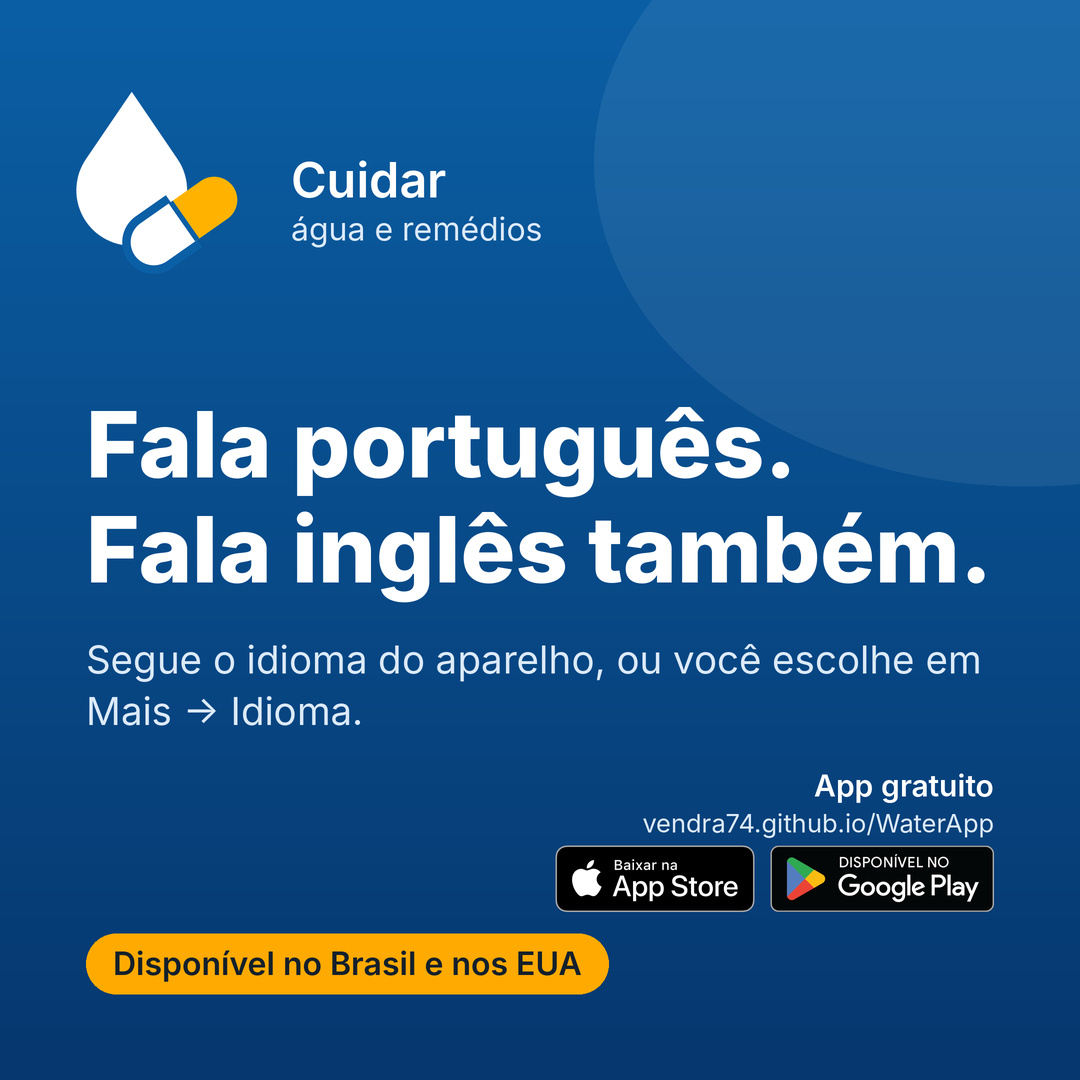 Cuidar
água e remédios
Fala português.
Fala inglês também.
Segue o idioma do aparelho, ou você escolhe em
Mais → Idioma.
App gratuito
vendra74.github.io/WaterApp
Baixar na
App Store
DISPONÍVEL NO
Google Play
Disponível no Brasil e nos EUA